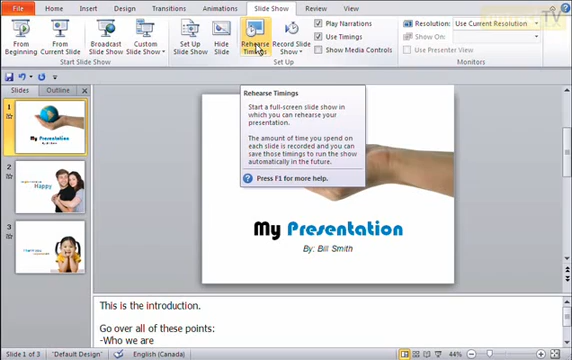 File Home Insert Design Transitions Animations Slide Show Review View
TV
From Beginning
From Current Slide
Broadcast Slide Show
Custom Slide Show
Set Up Slide Show
Hide Slide
Rehearse Timings
Record Slide Show
Play Narrations
Use Timings
Show Media Controls
Resolution: Use Current Resolution
Show On:
Use Presenter View
Start Slide Show Set Up Monitors
Slides Outline
1
2
Happy
3
Rehearse Timings
Start a full-screen slide show in
which you can rehearse your
presentation.
The amount of time you spend on
each slide is recorded and you can
save those timings to run the show
automatically in the future.
Press F1 for more help.
My Presentation
By: Bill Smith
This is the introduction.
Go over all of these points:
-Who we are
Slide 1 of 3 "Default Design" English (Canada) 44%